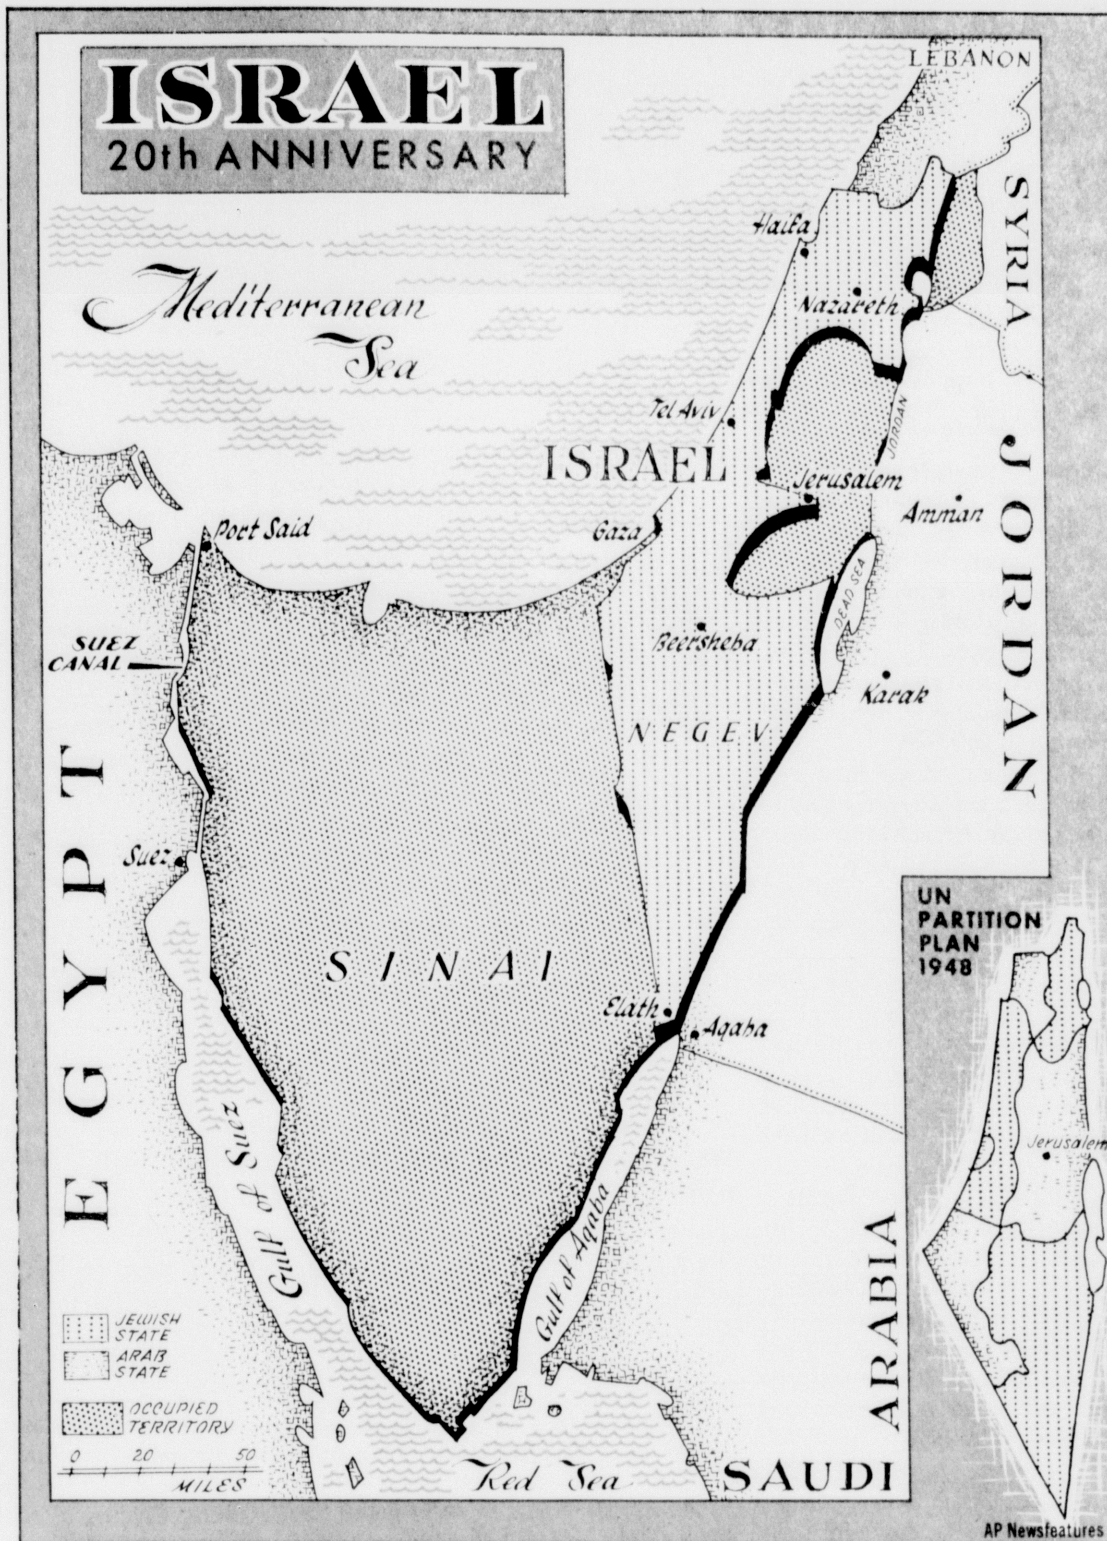 ISRAEL
20th ANNIVERSARY
LEBANON
SYRIA
Haifa
Nazareth
Mediterranean
Sea
Tel Aviv
ISRAEL
JORDAN
Jerusalem
Amman
JORDAN
Port Said
Gaza
DEAD SEA
SUEZ
CANAL
Beersheba
Karak
NEGEV
EGYPT
Suez
SINAI
Elath
Aqaba
UN
PARTITION
PLAN
1948
Jerusalem
Gulf of Suez
Gulf of Aqaba
JEWISH
STATE
ARAB
STATE
OCCUPIED
TERRITORY
0 20 50
MILES
Red Sea
SAUDI
ARABIA
AP Newsfeatures